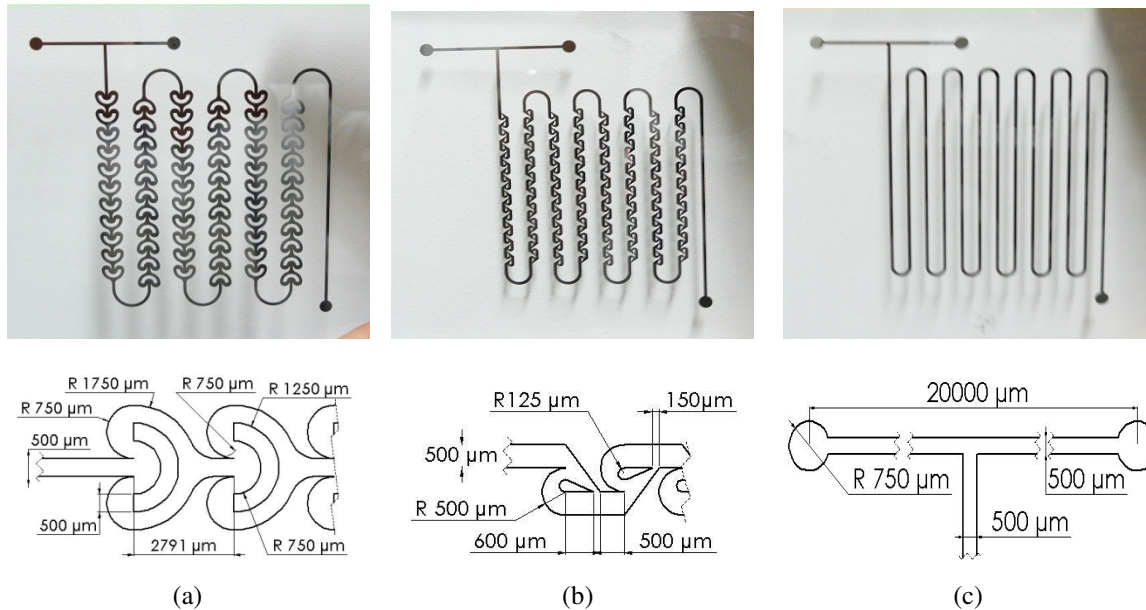 R 1750 µm
R 750 µm
R 1250 µm
R 750 µm
500 µm
500 µm
2791 µm
R 750 µm
R125 µm
150µm
500 µm
R 500 µm
600 µm
500 µm
20000 µm
R 750 µm
500 µm
500 µm
(a)
(b)
(c)